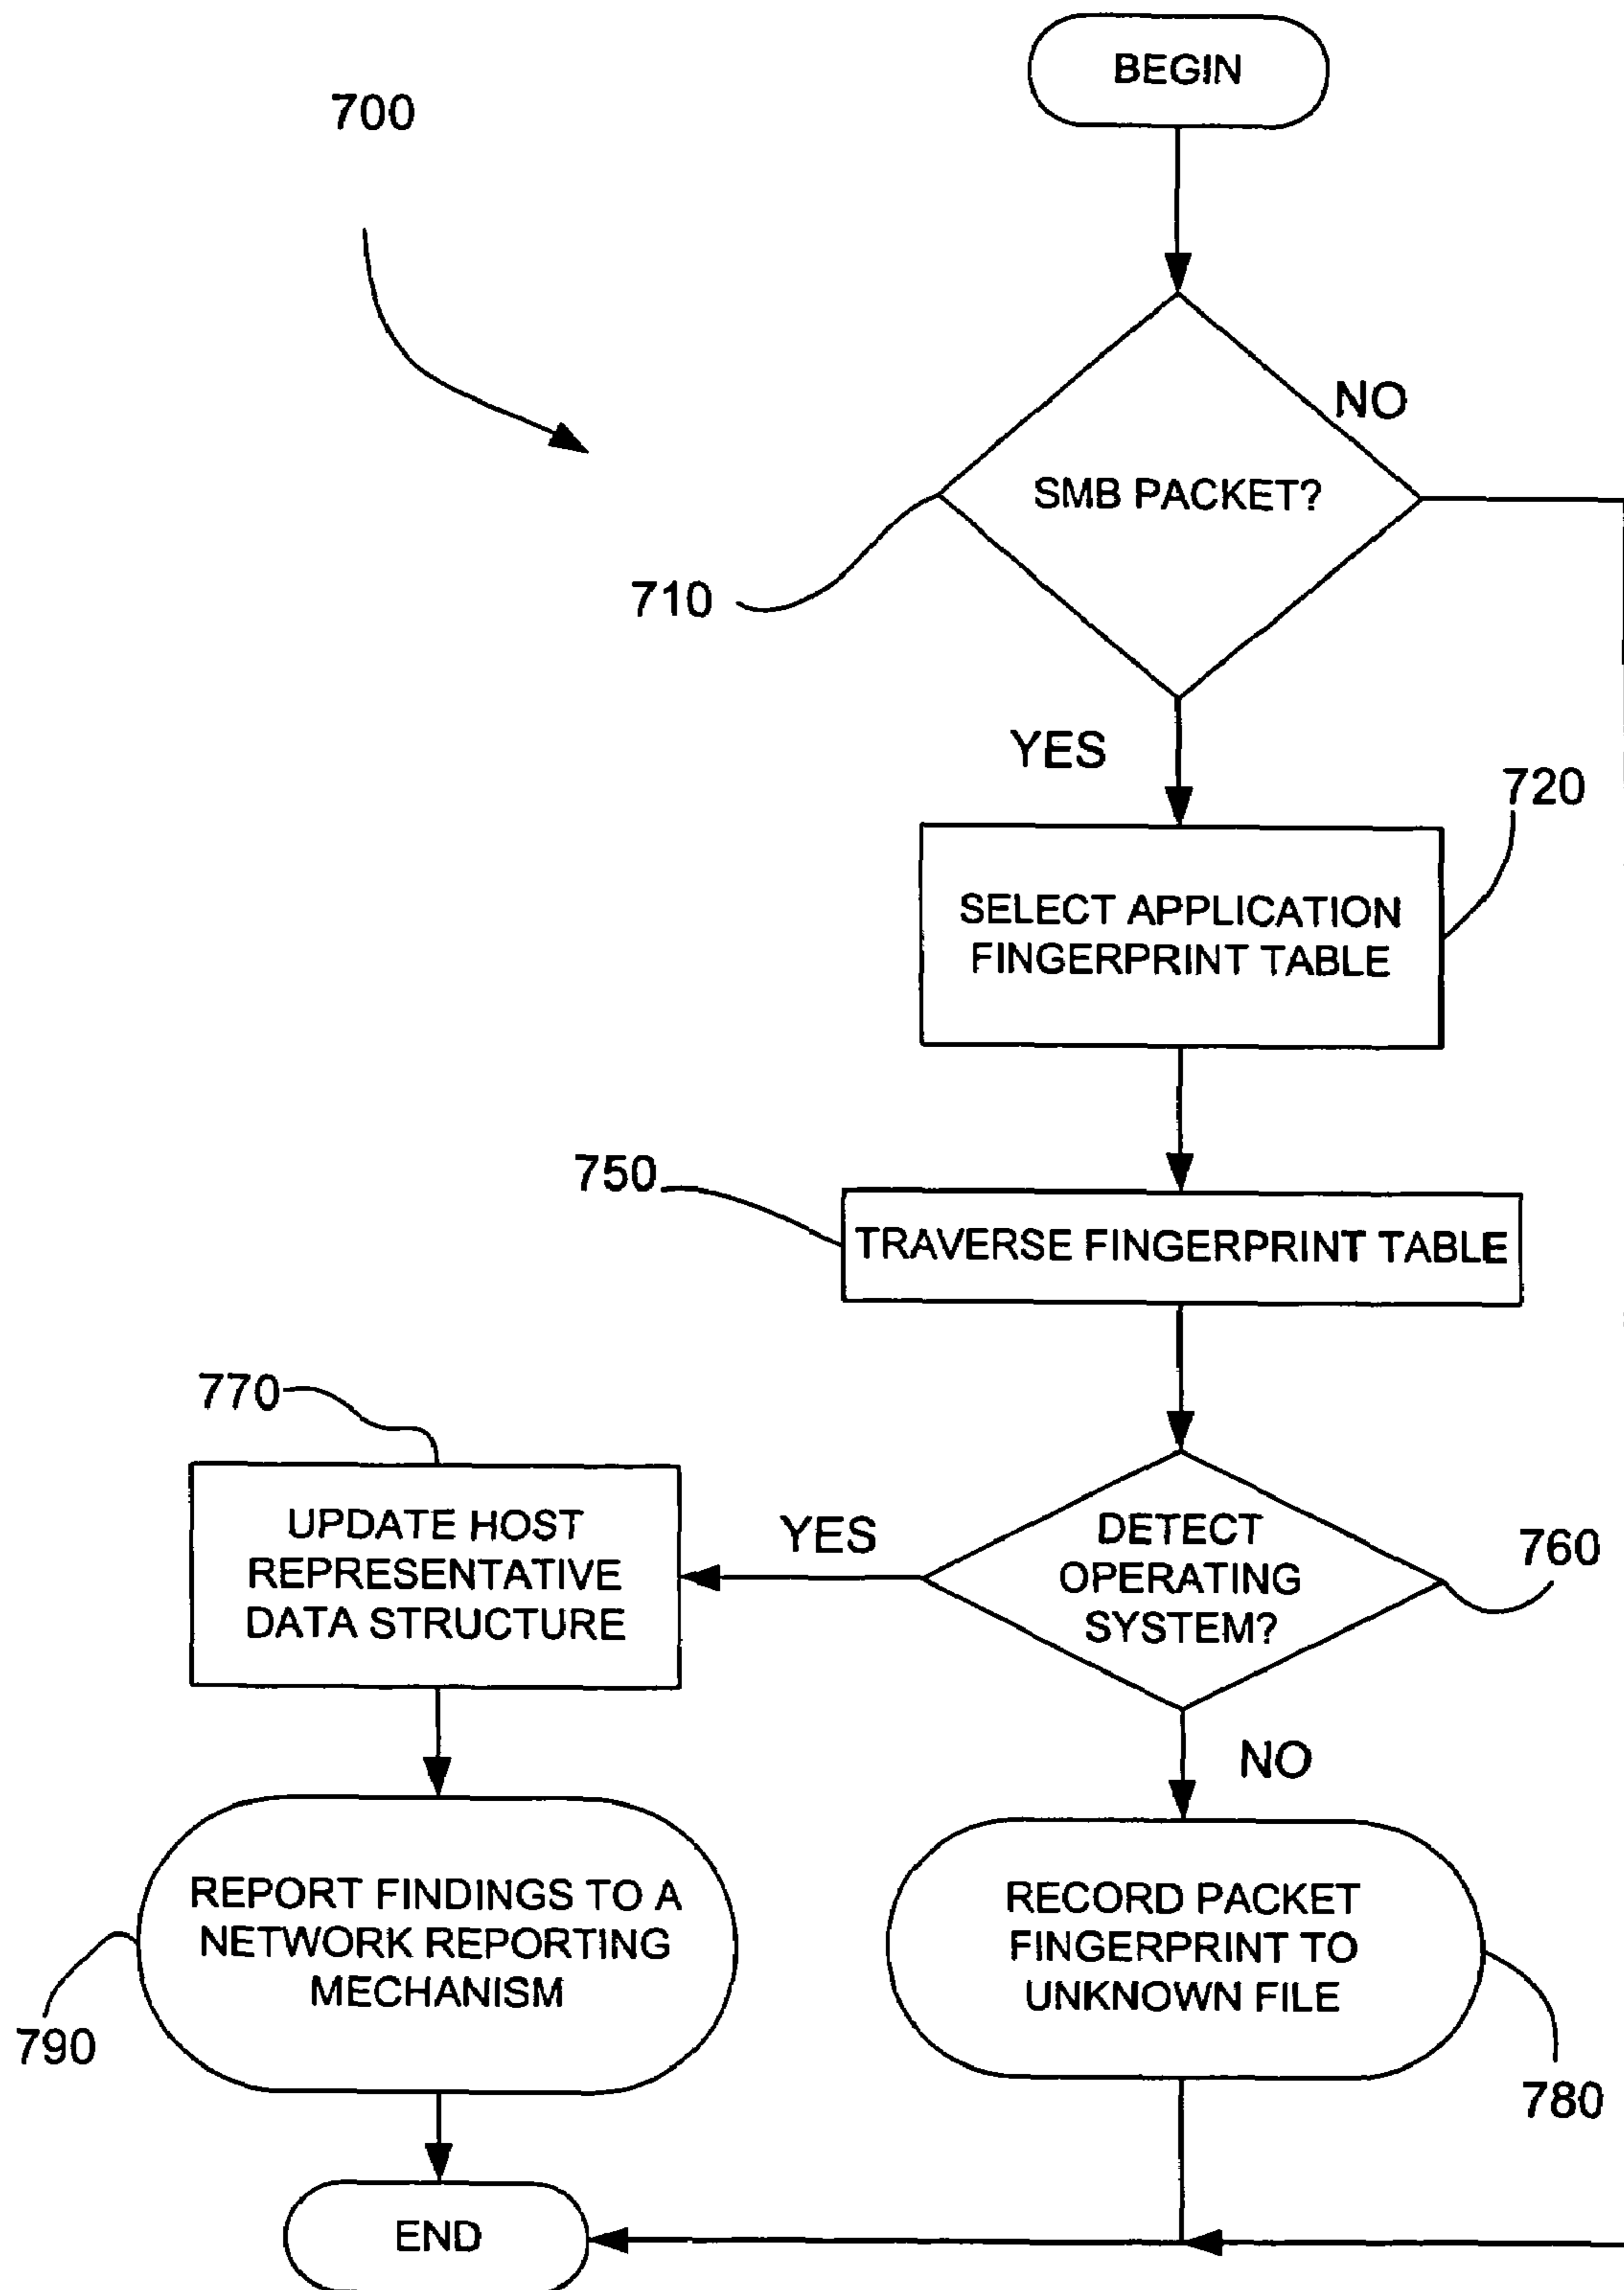 BEGIN
700
NO
SMB PACKET?
710
YES
720
SELECT APPLICATION
FINGERPRINT TABLE
750
TRAVERSE FINGERPRINT TABLE
770
UPDATE HOST
REPRESENTATIVE
DATA STRUCTURE
YES
DETECT
OPERATING
SYSTEM?
760
NO
REPORT FINDINGS TO A
NETWORK REPORTING
MECHANISM
790
RECORD PACKET
FINGERPRINT TO
UNKNOWN FILE
780
END